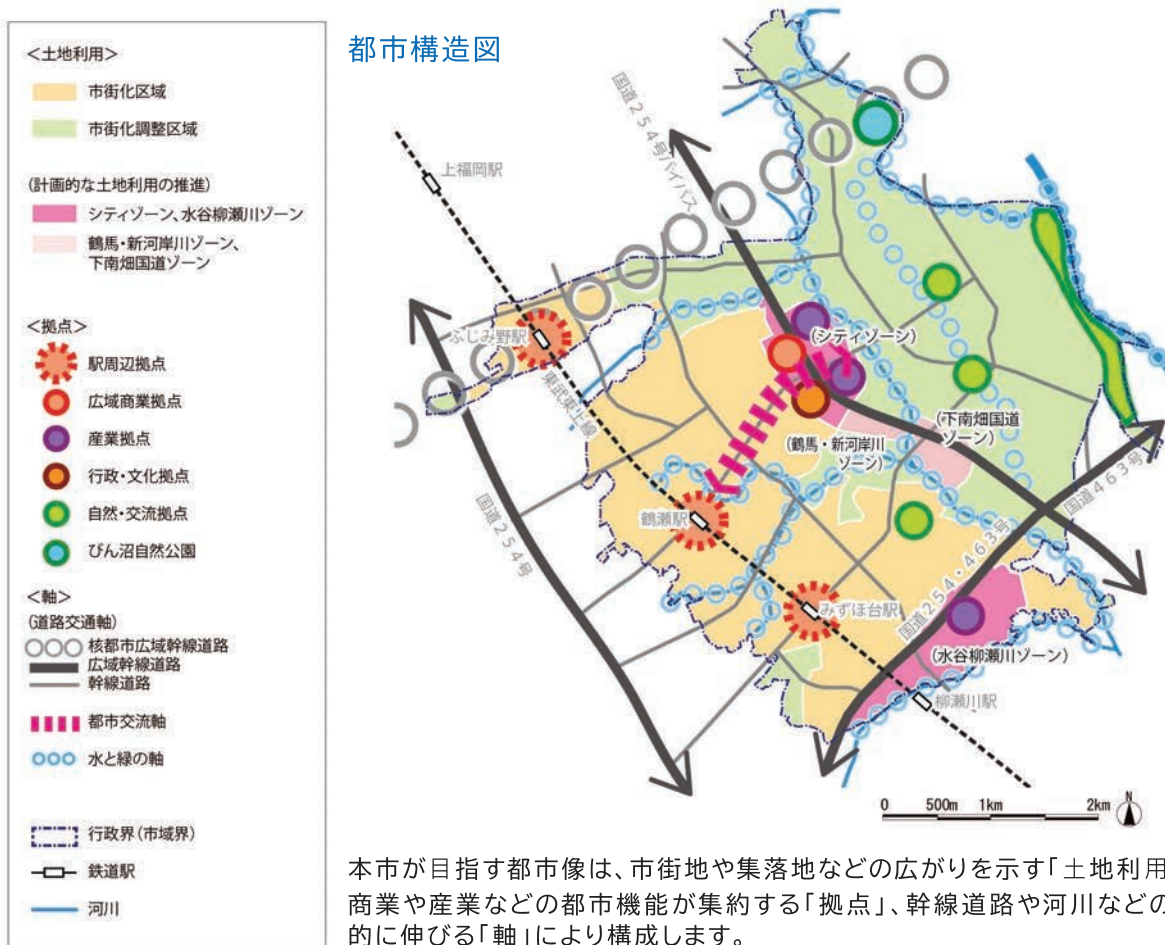 都市構造図
＜土地利用＞
市街化区域
市街化調整区域
(計画的な土地利用の推進)
シティゾーン、水谷柳瀬川ゾーン
鶴馬・新河岸川ゾーン、
下南畑国道ゾーン
＜拠点＞
駅周辺拠点
広域商業拠点
産業拠点
行政・文化拠点
自然・交流拠点
びん沼自然公園
＜軸＞
(道路交通軸)
核都市広域幹線道路
広域幹線道路
幹線道路
都市交流軸
水と緑の軸
行政界(市域界)
鉄道駅
河川
国道254号バイパス
上福岡駅
ふじみ野駅
東武東上線
(シティゾーン)
(下南畑国道
ゾーン)
(鶴馬・新河岸川
ゾーン)
国道463号
鶴瀬駅
国道254号
みずほ台駅
国道254・463号
(水谷柳瀬川ゾーン)
柳瀬川駅
0 500m 1km 2km
N
本市が目指す都市像は、市街地や集落地などの広がりを示す「土地利用
商業や産業などの都市機能が集約する「拠点」、幹線道路や河川などの
的に伸びる「軸」により構成します。